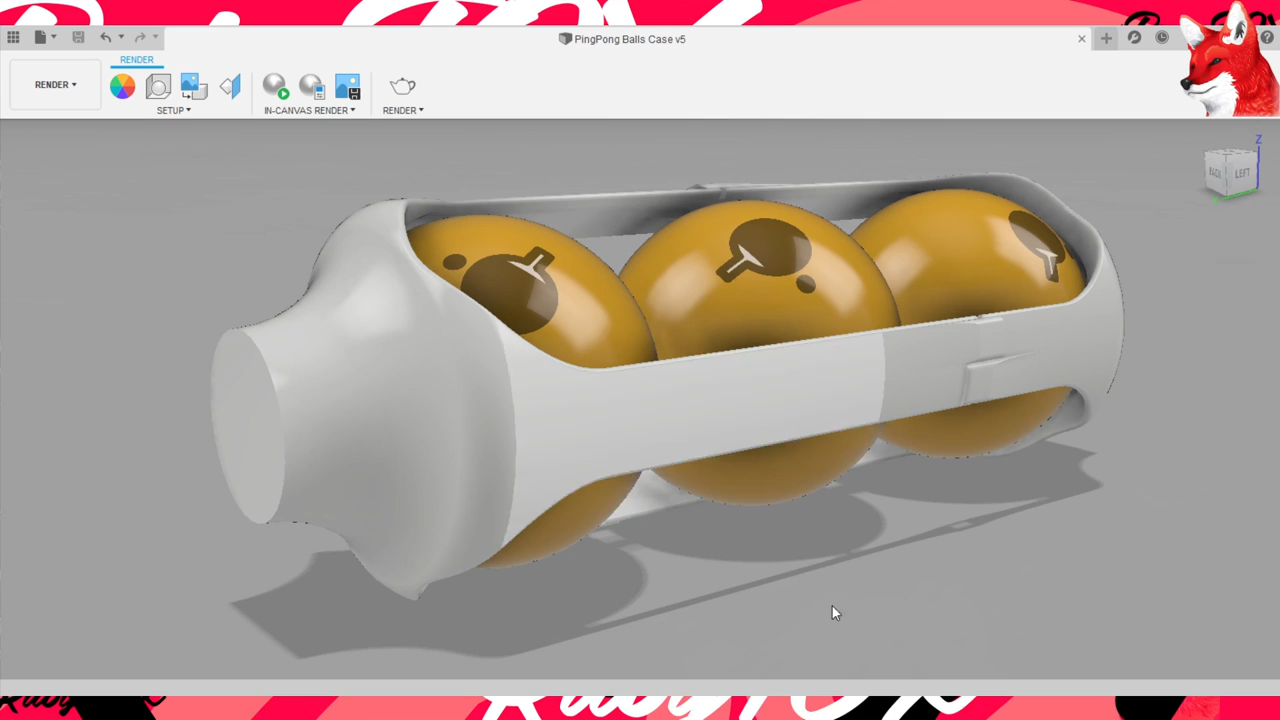 PingPong Balls Case v5
RENDER
RENDER
SETUP
IN-CANVAS RENDER
RENDER
Z
BACK
LEFT